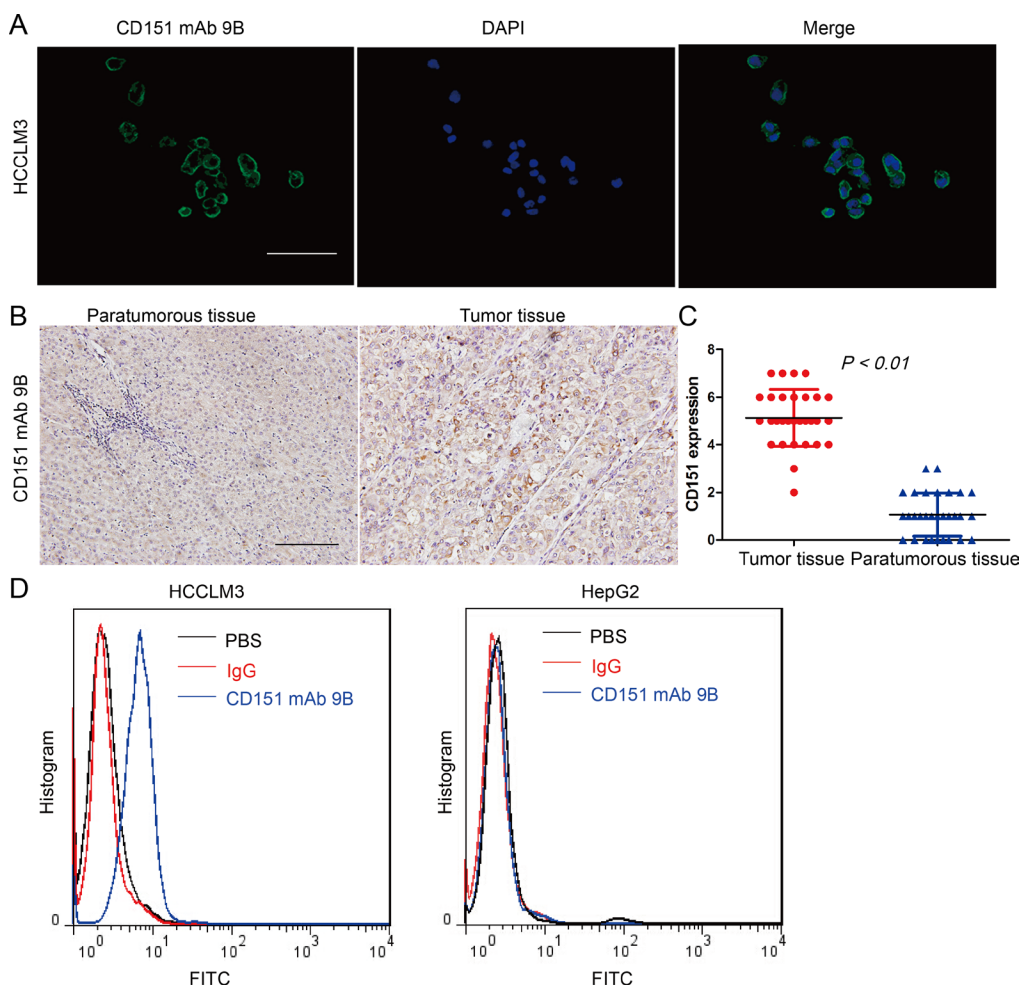 A
CD151 mAb 9B
DAPI
Merge
HCCLM3
B
Paratumorous tissue
Tumor tissue
CD151 mAb 9B
C
P < 0.01
CD151 expression
8
6
4
2
0
Tumor tissue
Paratumorous tissue
D
HCCLM3
PBS
IgG
CD151 mAb 9B
Histogram
0
10^0
10^1
10^2
10^3
10^4
FITC
HepG2
PBS
IgG
CD151 mAb 9B
Histogram
0
10^0
10^1
10^2
10^3
10^4
FITC